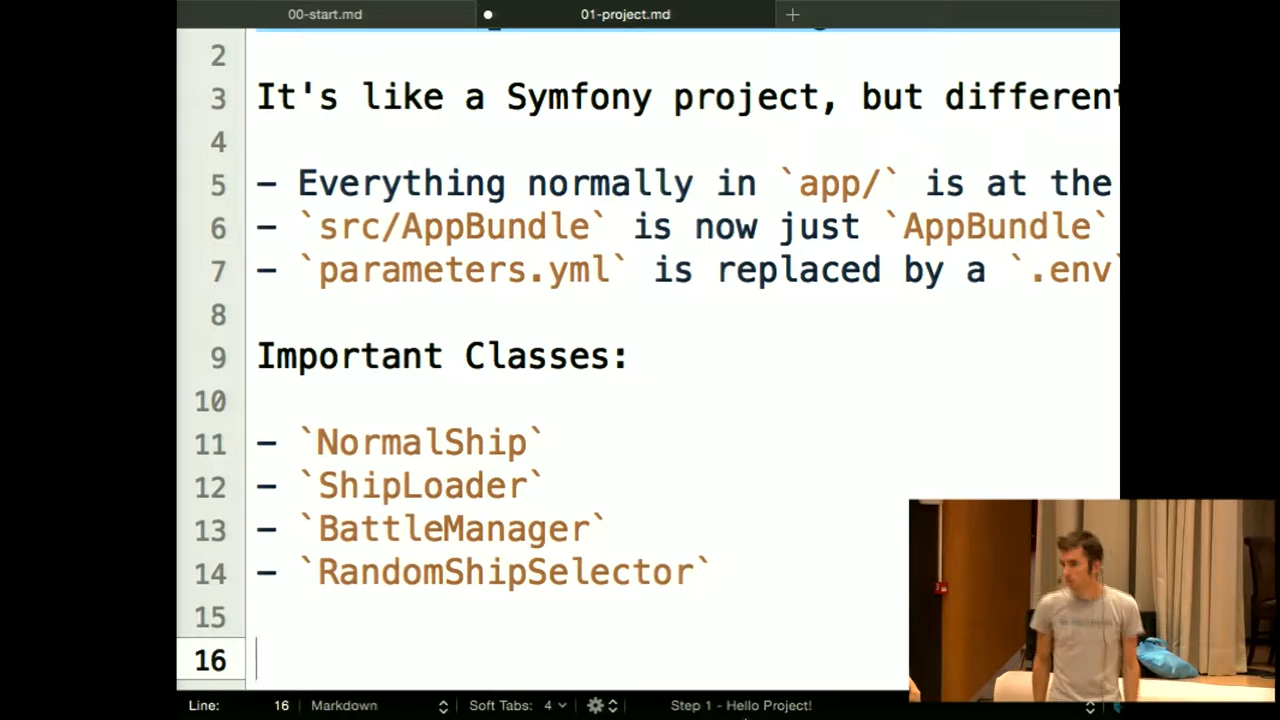 00-start.md
01-project.md
2
3 It's like a Symfony project, but different
4
5 - Everything normally in `app/` is at the
6 - `src/AppBundle` is now just `AppBundle`
7 - `parameters.yml` is replaced by a `.env`
8
9 Important Classes:
10
11 - `NormalShip`
12 - `ShipLoader`
13 - `BattleManager`
14 - `RandomShipSelector`
15
16
Line: 16 Markdown Soft Tabs: 4 Step 1 - Hello Project!